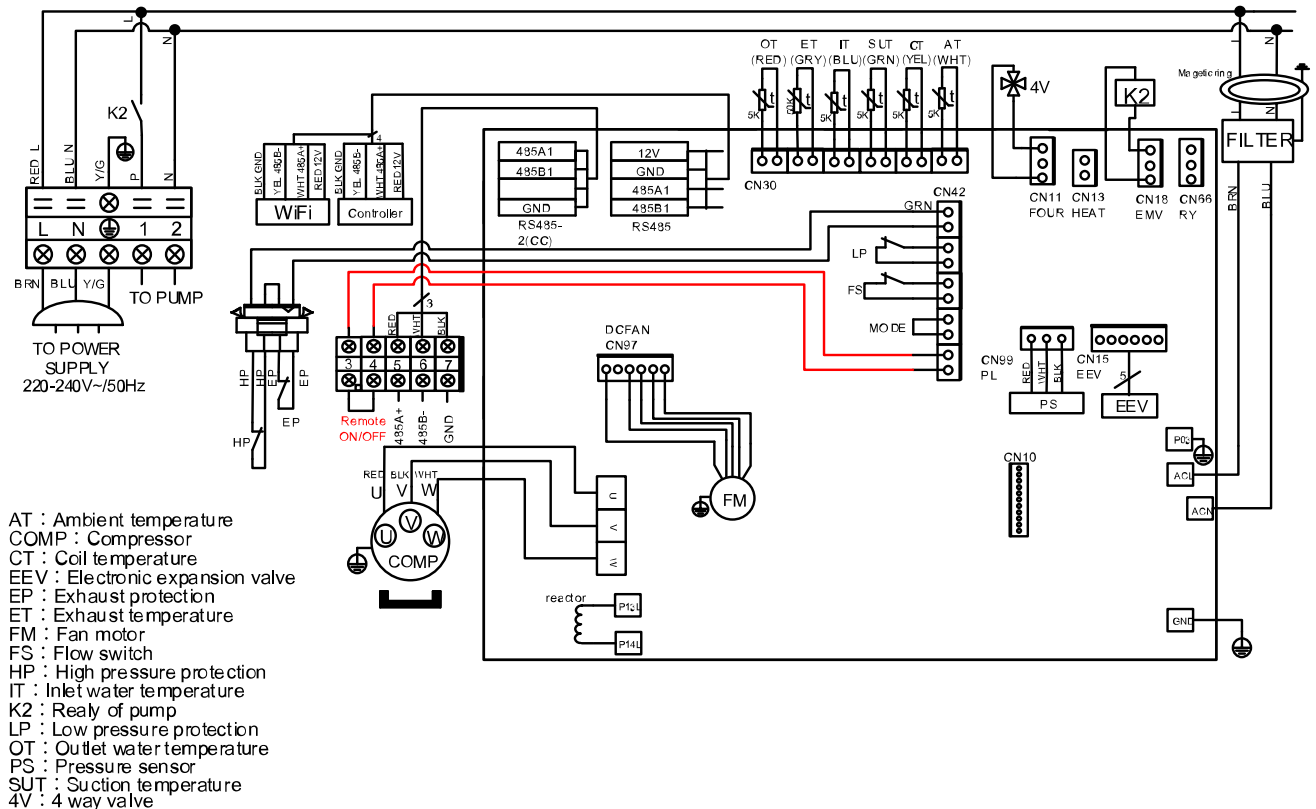 L
N
K2
RED L
BLU N
Y/G
P
N
L
N
1
2
BRN
BLU
Y/G
TO PUMP
TO POWER
SUPPLY
220-240V~/50Hz
BLK GND
YEL 485B-
WHT 485A+
RED 12V
WiFi
BLK GND
YEL 485B-
WHT 485A+
RED 12V
Controller
4
485A1
485B1
GND
RS485-
2(CC)
12V
GND
485A1
485B1
RS485
OT
(RED)
ET
(GRY)
IT
(BLU)
SUT
(GRN)
CT
(YEL)
AT
(WHT)
t
t
t
t
t
t
5K
50K
5K
5K
5K
5K
CN30
4V
CN11
FOUR
CN13
HEAT
K2
CN18
EMV
CN66
RY
L
N
Mageticring
L
N
FILTER
BRN
BLU
CN42
GRN
LP
FS
MODE
HP
HP
EP
EP
HP
EP
3
RED
WHT
BLK
3
4
5
6
7
Remote
ON/OFF
485A+
485B-
GND
DCFAN
CN97
FM
CN99
PL
RED
WHT
BLK
PS
CN15
EEV
5
EEV
CN10
P03
ACL
ACN
GND
RED
BLK
WHT
U
V
W
U
V
W
COMP
U
V
W
reactor
P13L
P14L
AT : Ambient temperature
COMP : Compressor
CT : Coil temperature
EEV : Electronic expansion valve
EP : Exhaust protection
ET : Exhaust temperature
FM : Fan motor
FS : Flow switch
HP : High pressure protection
IT : Inlet water temperature
K2 : Realy of pump
LP : Low pressure protection
OT : Outlet water temperature
PS : Pressure sensor
SUT : Suction temperature
4V : 4 way valve